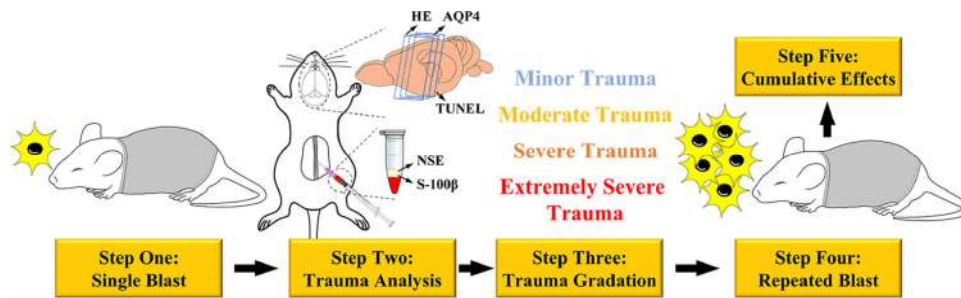 HE
AQP4
TUNEL
NSE
S-100β
Minor Trauma
Moderate Trauma
Severe Trauma
Extremely Severe
Trauma
Step Five:
Cumulative Effects
Step One:
Single Blast
Step Two:
Trauma Analysis
Step Three:
Trauma Gradation
Step Four:
Repeated Blast